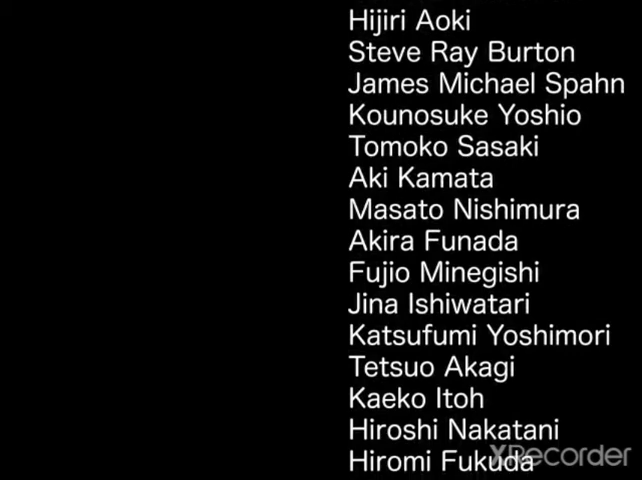 Hijiri Aoki
Steve Ray Burton
James Michael Spahn
Kounosuke Yoshio
Tomoko Sasaki
Aki Kamata
Masato Nishimura
Akira Funada
Fujio Minegishi
Jina Ishiwatari
Katsufumi Yoshimori
Tetsuo Akagi
Kaeko Itoh
Hiroshi Nakatani
Hiromi Fukuda
XRecorder